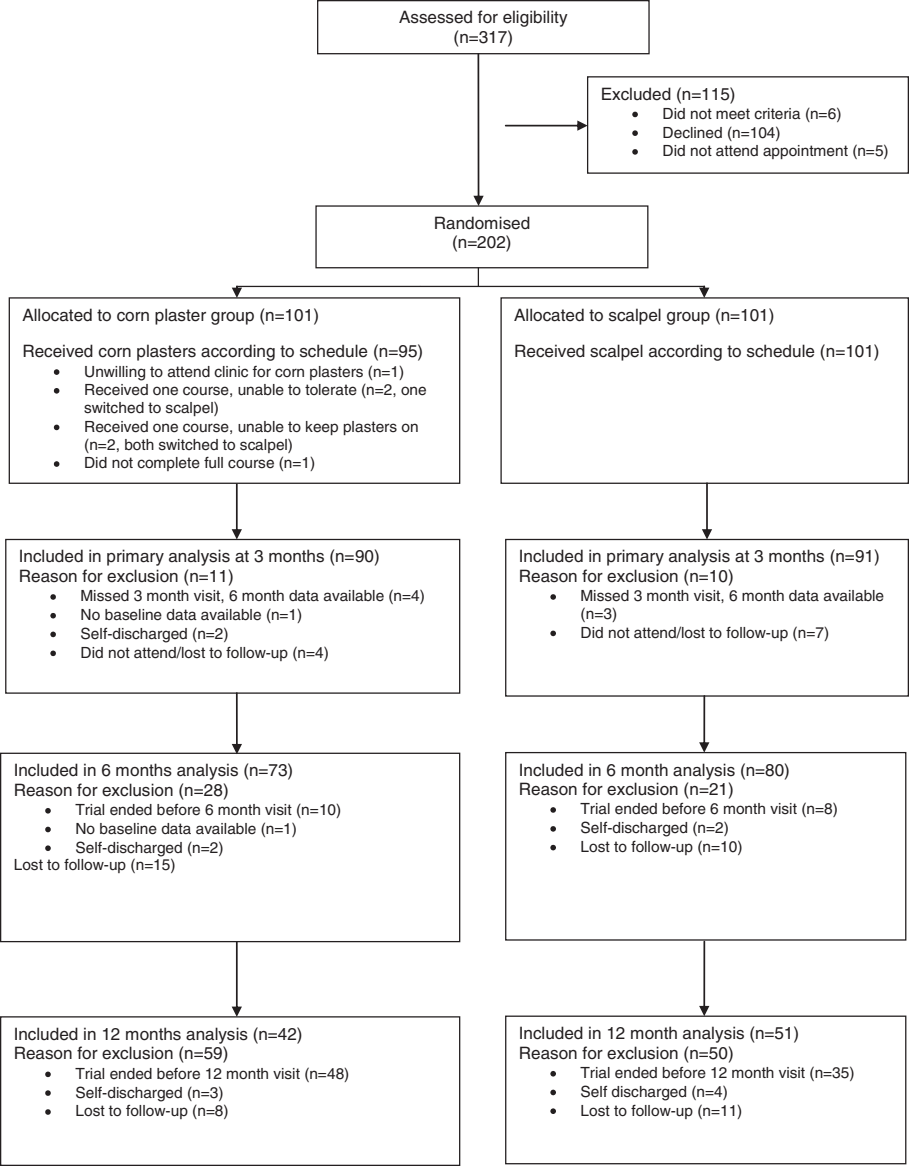 Assessed for eligibility
(n=317)
Excluded (n=115)
• Did not meet criteria (n=6)
• Declined (n=104)
• Did not attend appointment (n=5)
Randomised
(n=202)
Allocated to corn plaster group (n=101)
Received corn plasters according to schedule (n=95)
• Unwilling to attend clinic for corn plasters (n=1)
• Received one course, unable to tolerate (n=2, one
switched to scalpel)
• Received one course, unable to keep plasters on
(n=2, both switched to scalpel)
• Did not complete full course (n=1)
Allocated to scalpel group (n=101)
Received scalpel according to schedule (n=101)
Included in primary analysis at 3 months (n=90)
Reason for exclusion (n=11)
• Missed 3 month visit, 6 month data available (n=4)
• No baseline data available (n=1)
• Self-discharged (n=2)
• Did not attend/lost to follow-up (n=4)
Included in primary analysis at 3 months (n=91)
Reason for exclusion (n=10)
• Missed 3 month visit, 6 month data available
(n=3)
• Did not attend/lost to follow-up (n=7)
Included in 6 months analysis (n=73)
Reason for exclusion (n=28)
• Trial ended before 6 month visit (n=10)
• No baseline data available (n=1)
• Self-discharged (n=2)
Lost to follow-up (n=15)
Included in 6 month analysis (n=80)
Reason for exclusion (n=21)
• Trial ended before 6 month visit (n=8)
• Self-discharged (n=2)
• Lost to follow-up (n=10)
Included in 12 months analysis (n=42)
Reason for exclusion (n=59)
• Trial ended before 12 month visit (n=48)
• Self-discharged (n=3)
• Lost to follow-up (n=8)
Included in 12 month analysis (n=51)
Reason for exclusion (n=50)
• Trial ended before 12 month visit (n=35)
• Self discharged (n=4)
• Lost to follow-up (n=11)